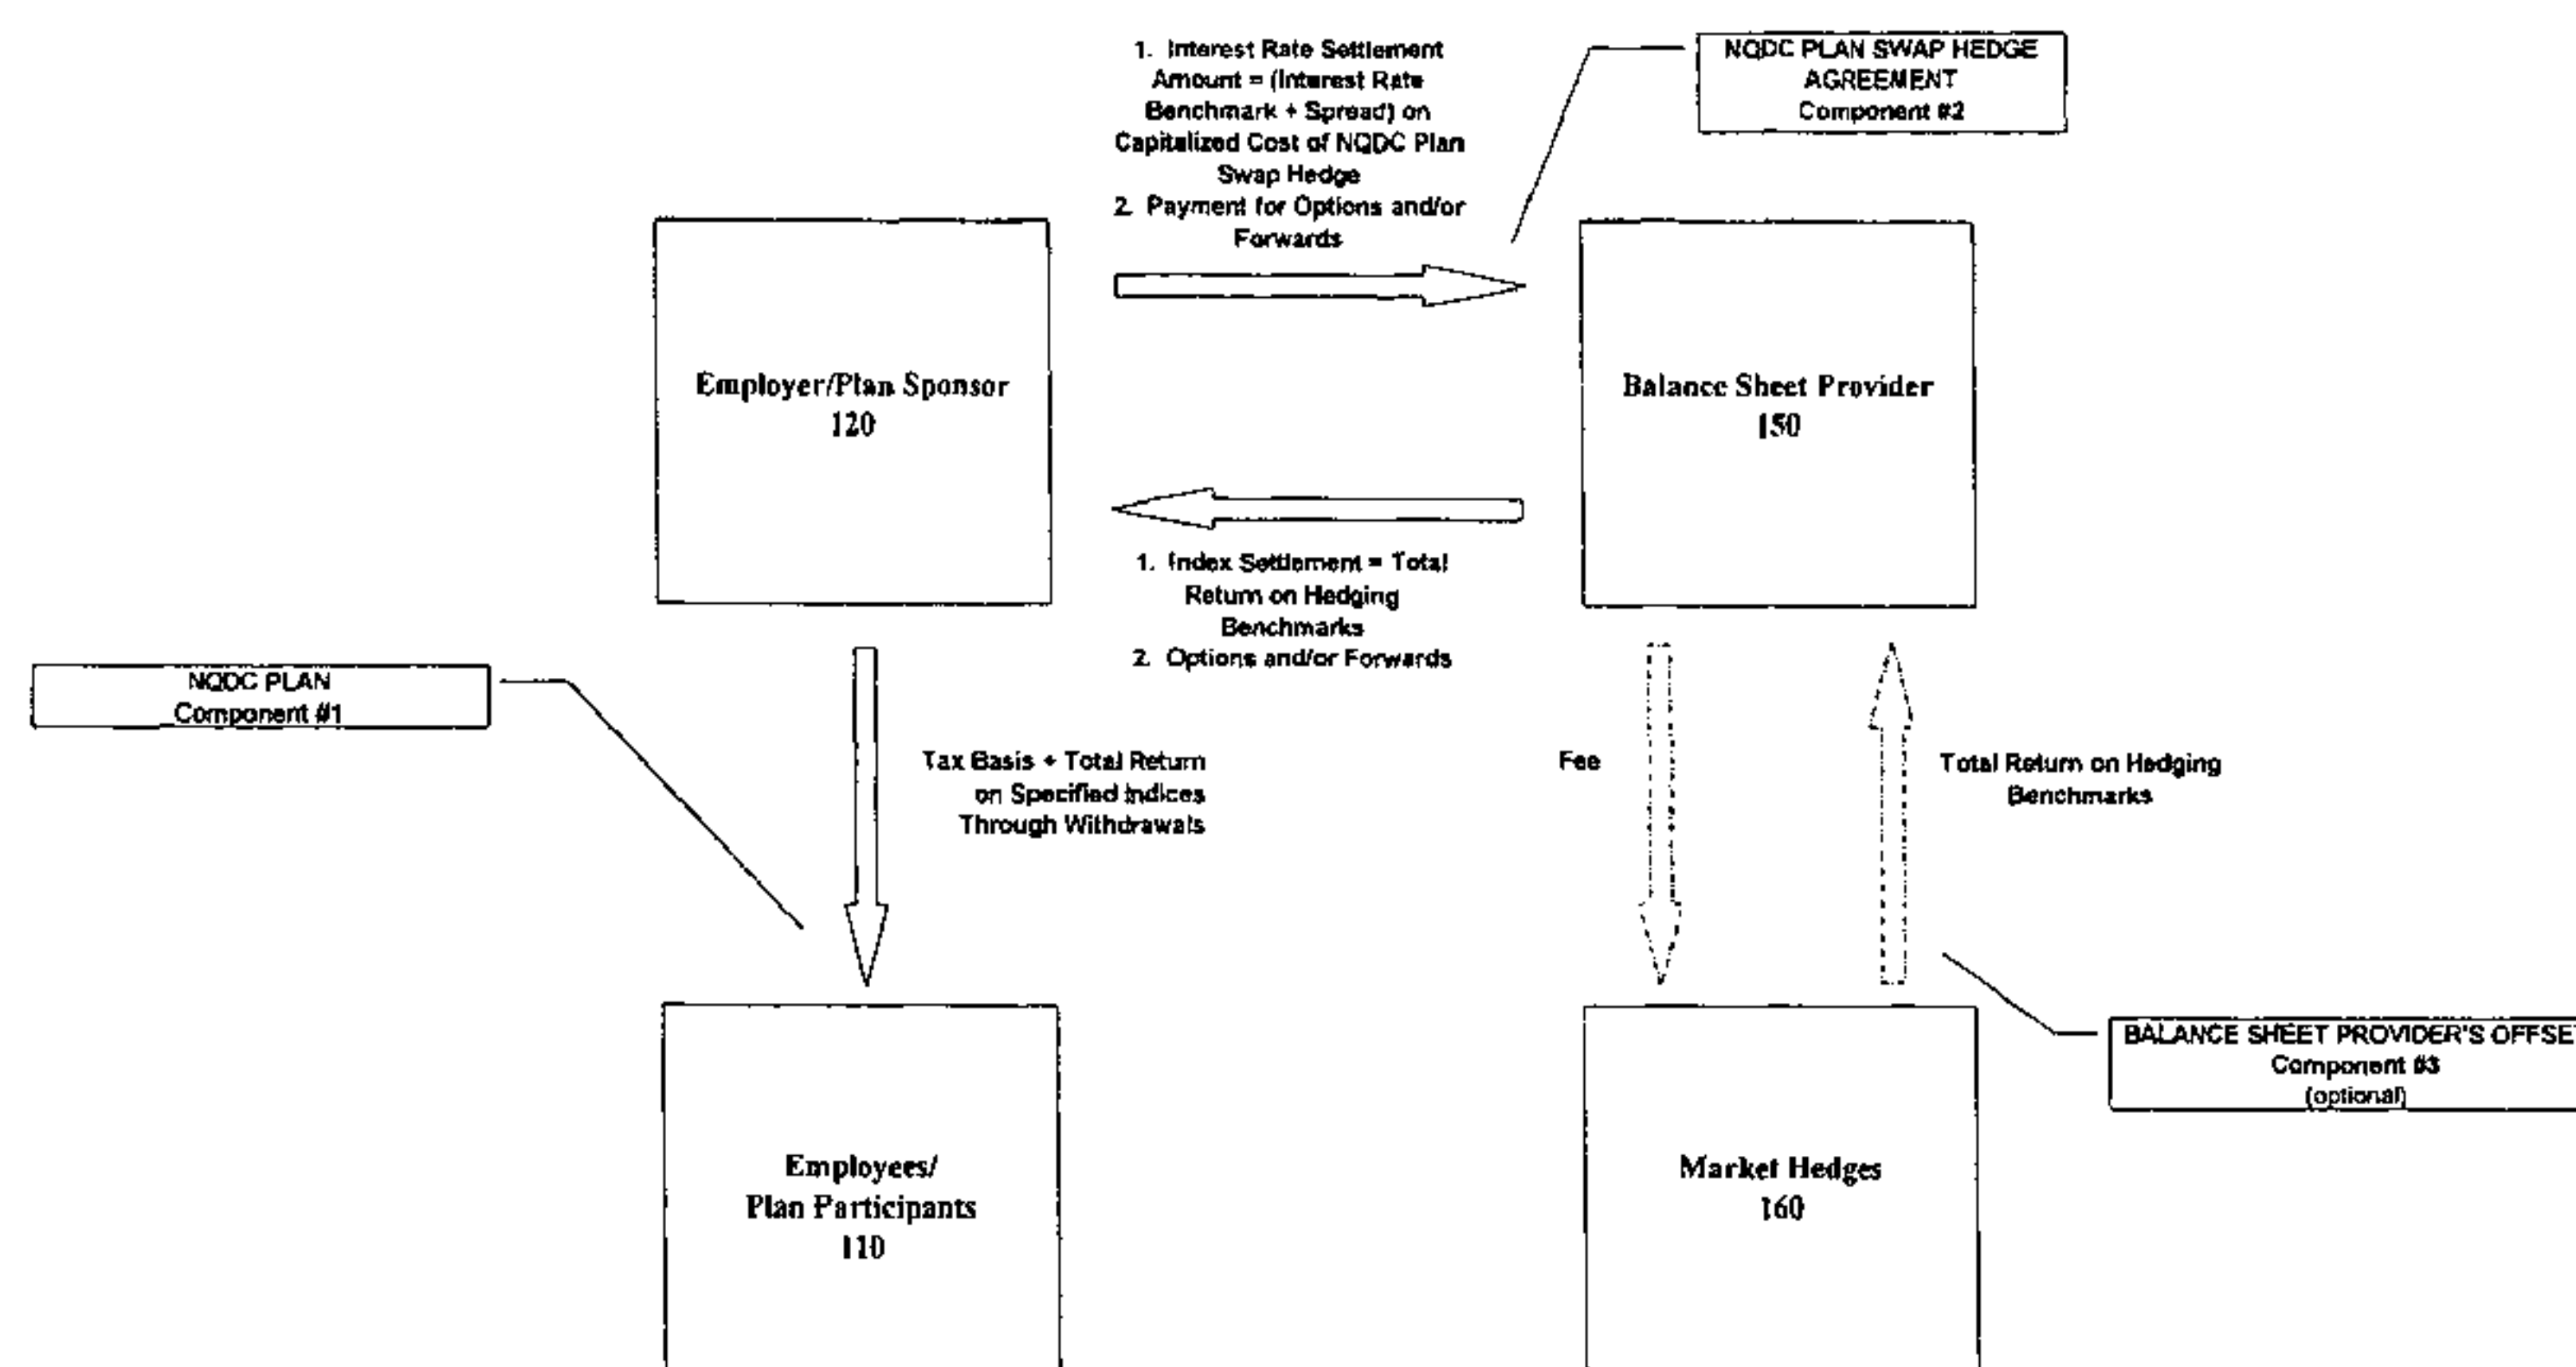 1. Interest Rate Settlement
Amount = (Interest Rate
Benchmark + Spread) on
Capitalized Cost of NQDC Plan
Swap Hedge
2. Payment for Options and/or
Forwards
NQDC PLAN SWAP HEDGE
AGREEMENT
Component #2
Employer/Plan Sponsor
120
Balance Sheet Provider
150
1. Index Settlement = Total
Return on Hedging
Benchmarks
2. Options and/or Forwards
NQDC PLAN
Component #1
Tax Basis + Total Return
on Specified Indices
Through Withdrawals
Fee
Total Return on Hedging
Benchmarks
BALANCE SHEET PROVIDER'S OFFSE
Component #3
(optional)
Employees/
Plan Participants
110
Market Hedges
160